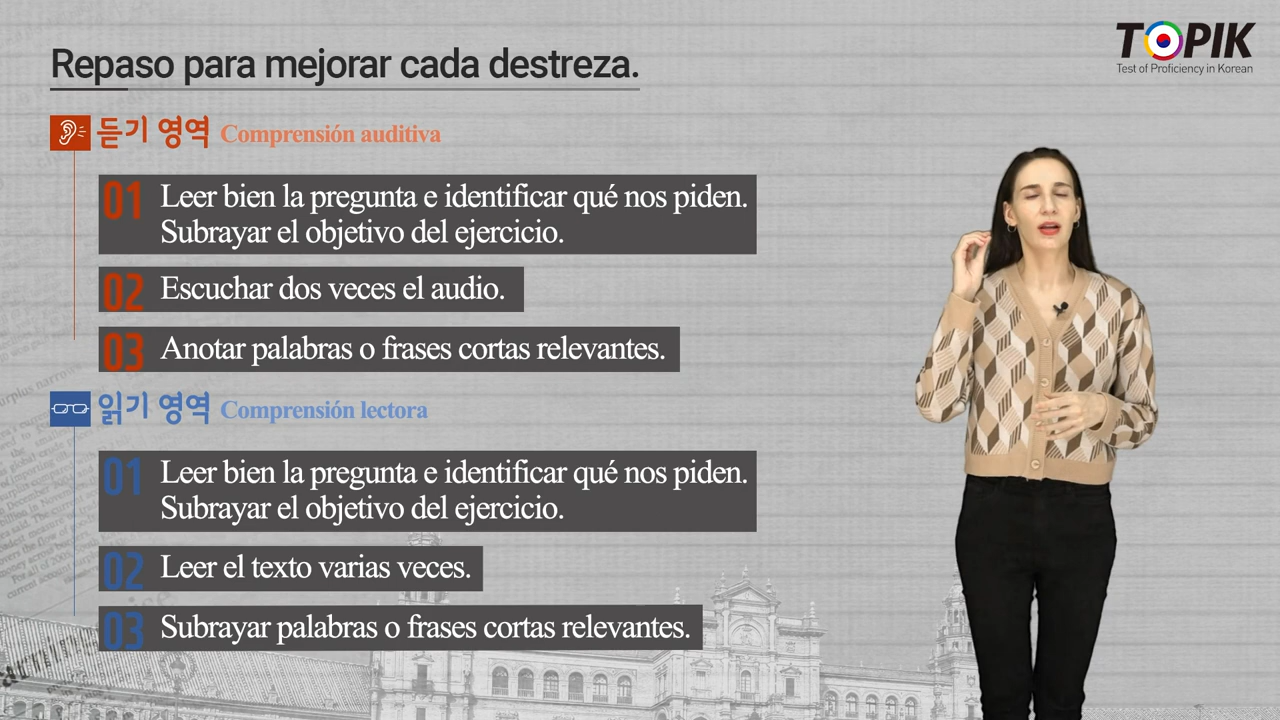 TOPIK
Test of Proficiency in Korean
Repaso para mejorar cada destreza.
듣기 영역 Comprensión auditiva
01 Leer bien la pregunta e identificar qué nos piden.
Subrayar el objetivo del ejercicio.
02 Escuchar dos veces el audio.
03 Anotar palabras o frases cortas relevantes.
읽기 영역 Comprensión lectora
01 Leer bien la pregunta e identificar qué nos piden.
Subrayar el objetivo del ejercicio.
02 Leer el texto varias veces.
03 Subrayar palabras o frases cortas relevantes.